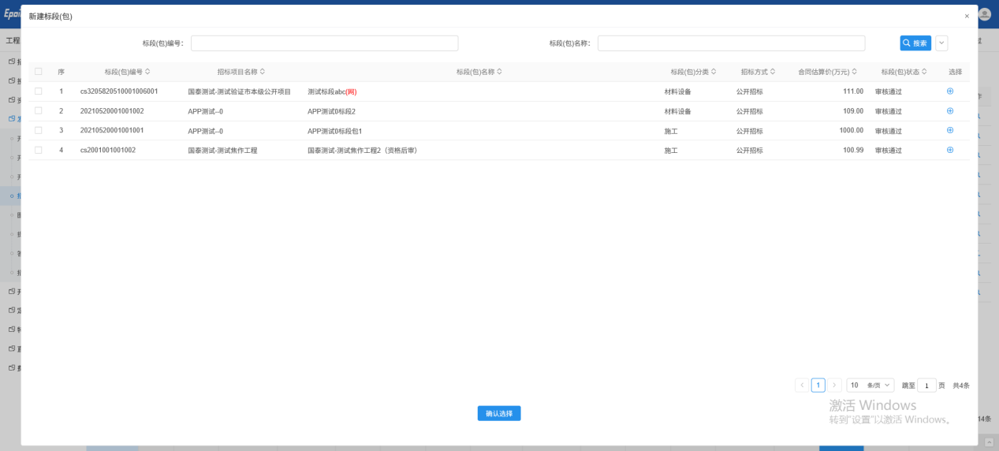 新建标段(包)
×
标段(包)编号：
标段(包)名称：
搜索
序 标段(包)编号 招标项目名称 标段(包)名称 标段(包)分类 招标方式 合同估算价(万元) 标段(包)状态 选择
1 cs3205820510001006001 国泰测试-测试验证市本级公开项目 测试标段abc(网) 材料设备 公开招标 111.00 审核通过
2 20210520001001002 APP测试--0 APP测试0标段2 材料设备 公开招标 109.00 审核通过
3 20210520001001001 APP测试--0 APP测试0标段包1 施工 公开招标 1000.00 审核通过
4 cs2001001001002 国泰测试-测试焦作工程 国泰测试-测试焦作工程2（资格后审） 施工 公开招标 100.99 审核通过
1 10 条/页 跳至 1 页 共4条
确认选择
激活 Windows
转到"设置"以激活 Windows。
工程
14条